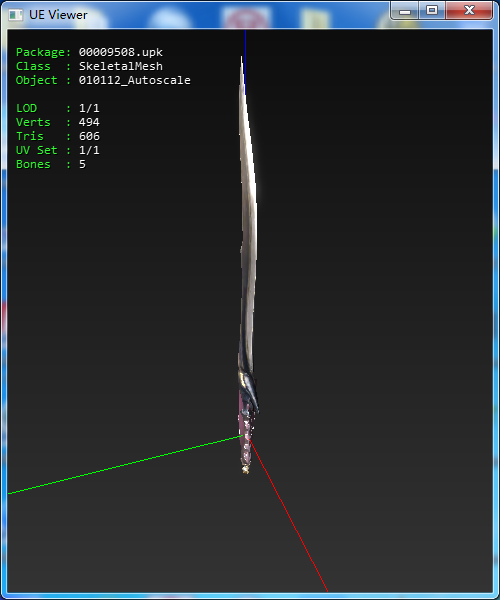 UE Viewer
Package: 00009508.upk
Class : SkeletalMesh
Object : 010112_Autoscale
LOD : 1/1
Verts : 494
Tris : 606
UV Set : 1/1
Bones : 5